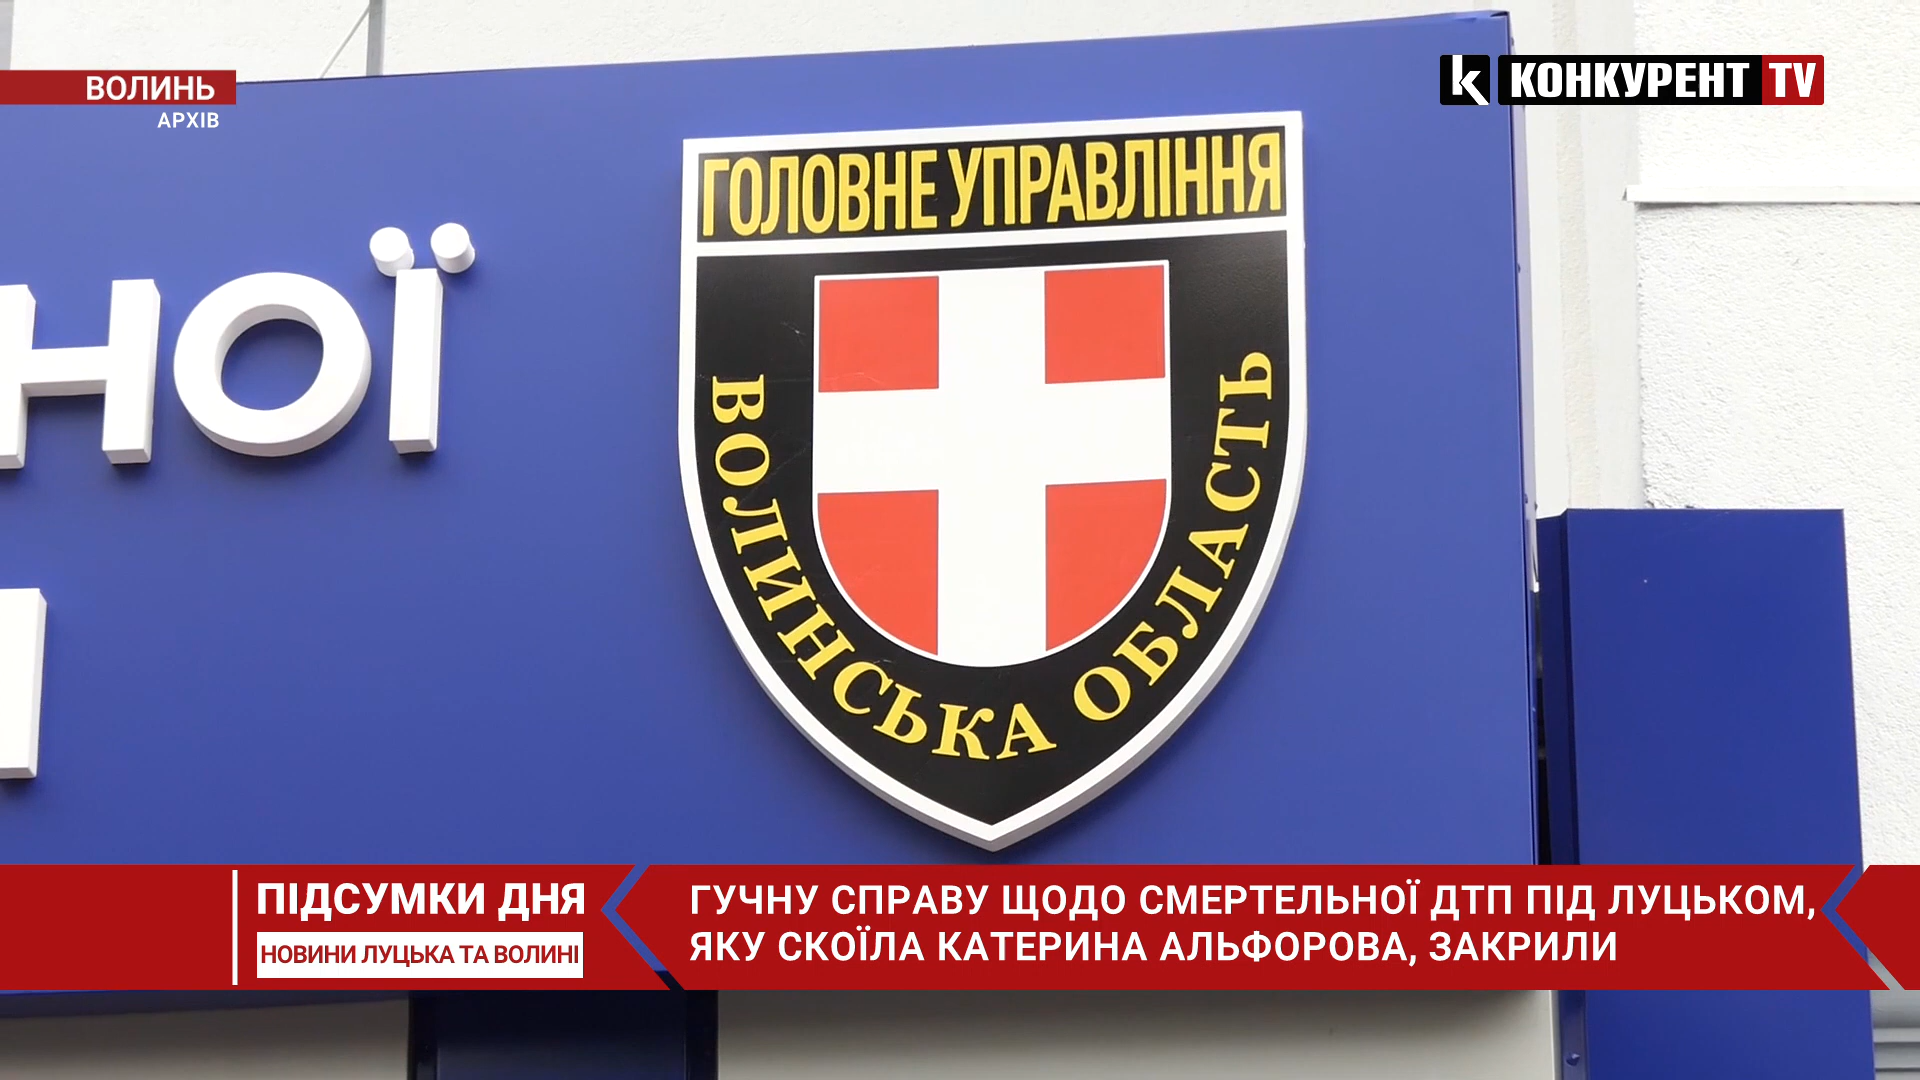 ВОЛИНЬ
АРХІВ
К КОНКУРЕНТ TV
ГОЛОВНЕ УПРАВЛІННЯ
ВОЛИНСЬКА ОБЛАСТЬ
НОЇ
ПІДСУМКИ ДНЯ
НОВИНИ ЛУЦЬКА ТА ВОЛИНІ
ГУЧНУ СПРАВУ ЩОДО СМЕРТЕЛЬНОЇ ДТП ПІД ЛУЦЬКОМ,
ЯКУ СКОЇЛА КАТЕРИНА АЛЬФОРОВА, ЗАКРИЛИ